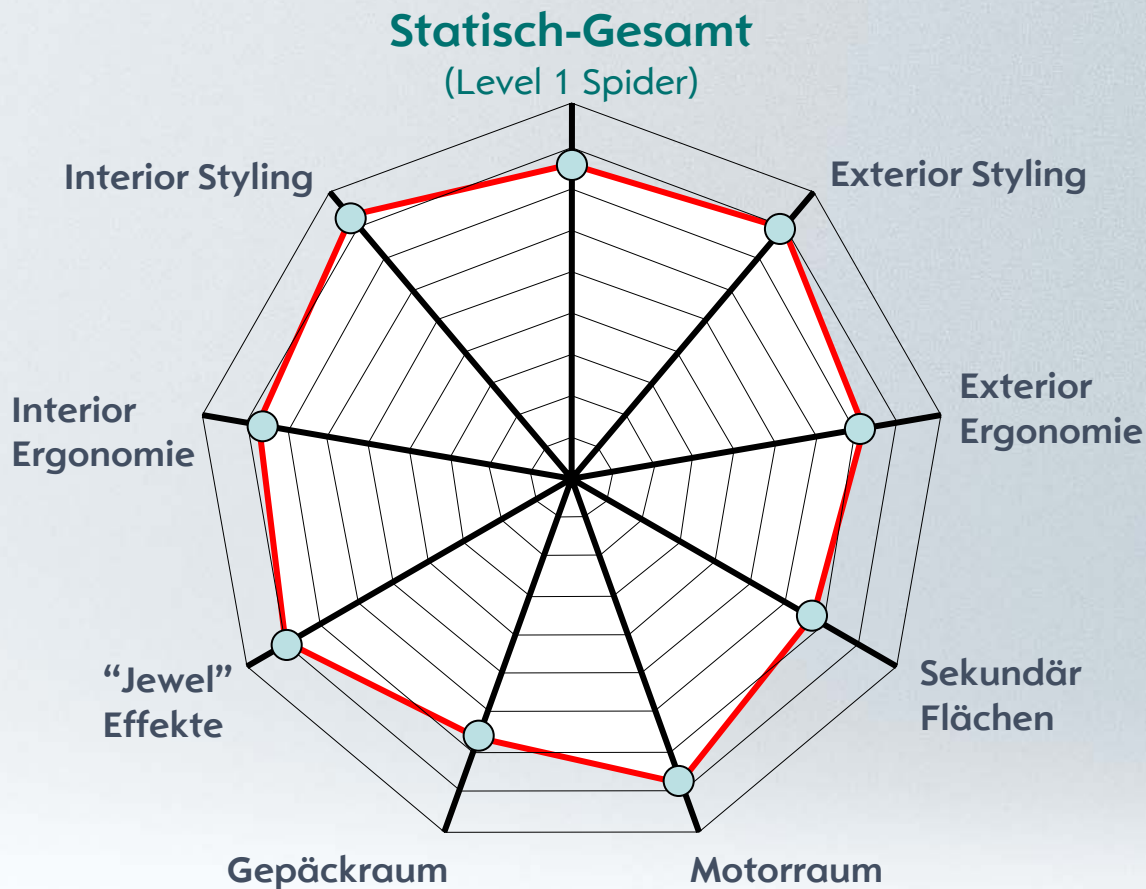 Statisch-Gesamt
(Level 1 Spider)
Interior Styling
Exterior Styling
Interior
Ergonomie
Exterior
Ergonomie
“Jewel”
Effekte
Sekundär
Flächen
Gepäckraum
Motorraum